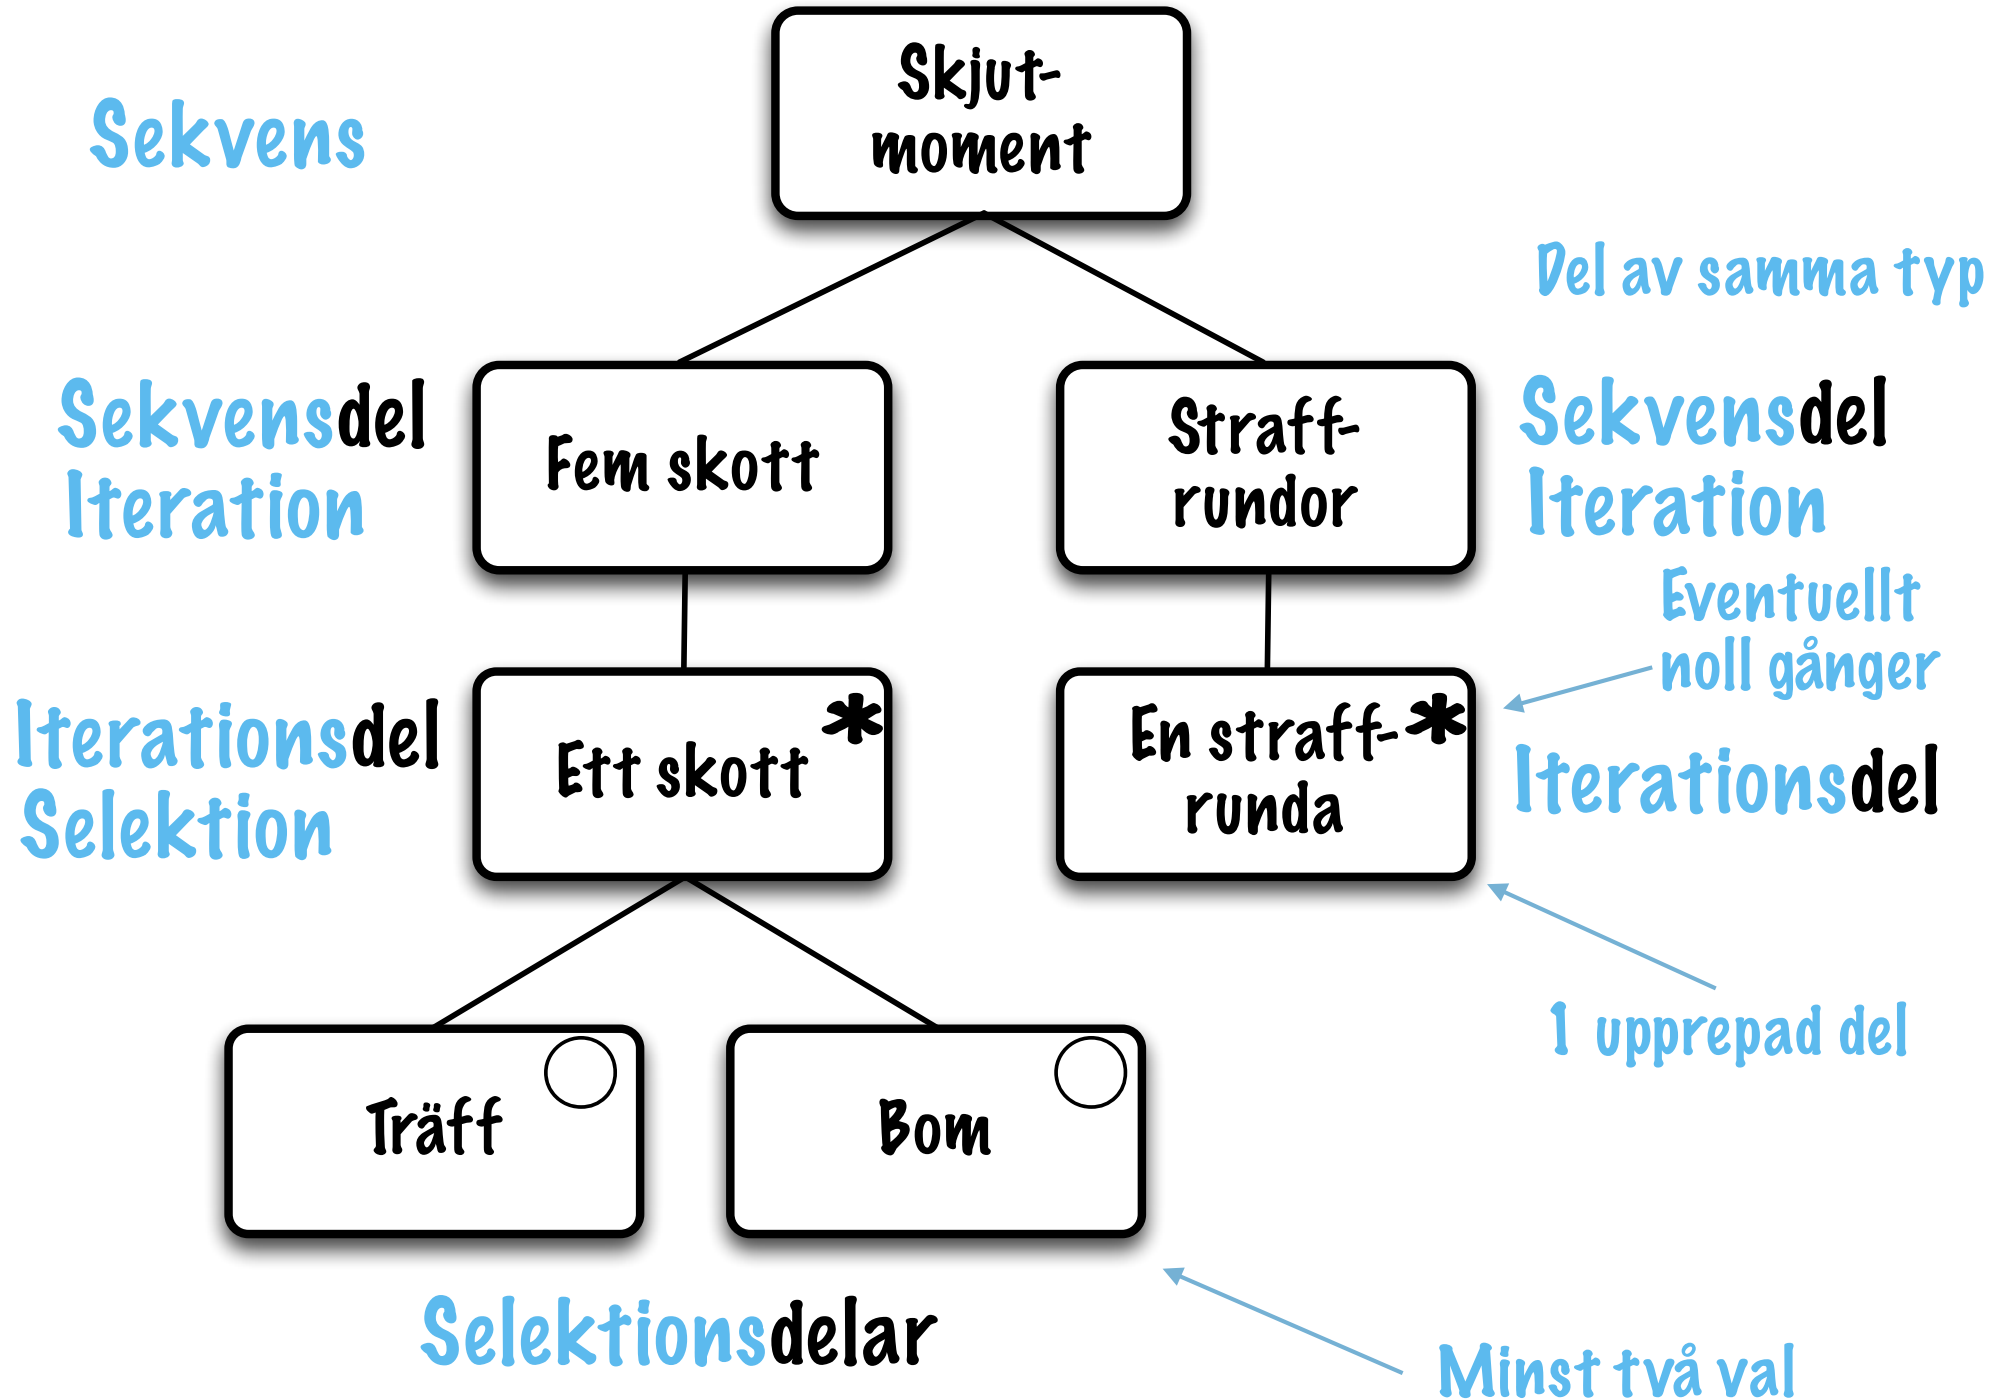 Skjut-
moment
Sekvens
Del av samma typ
Sekvensdel
Iteration
Fem skott
Straff-
rundor
Sekvensdel
Iteration
Eventuellt
noll gånger
Iterationsdel
Selektion
Ett skott *
En straff- *
runda
Iterationsdel
1 upprepad del
Träff
Bom
Selektionsdelar
Minst två val